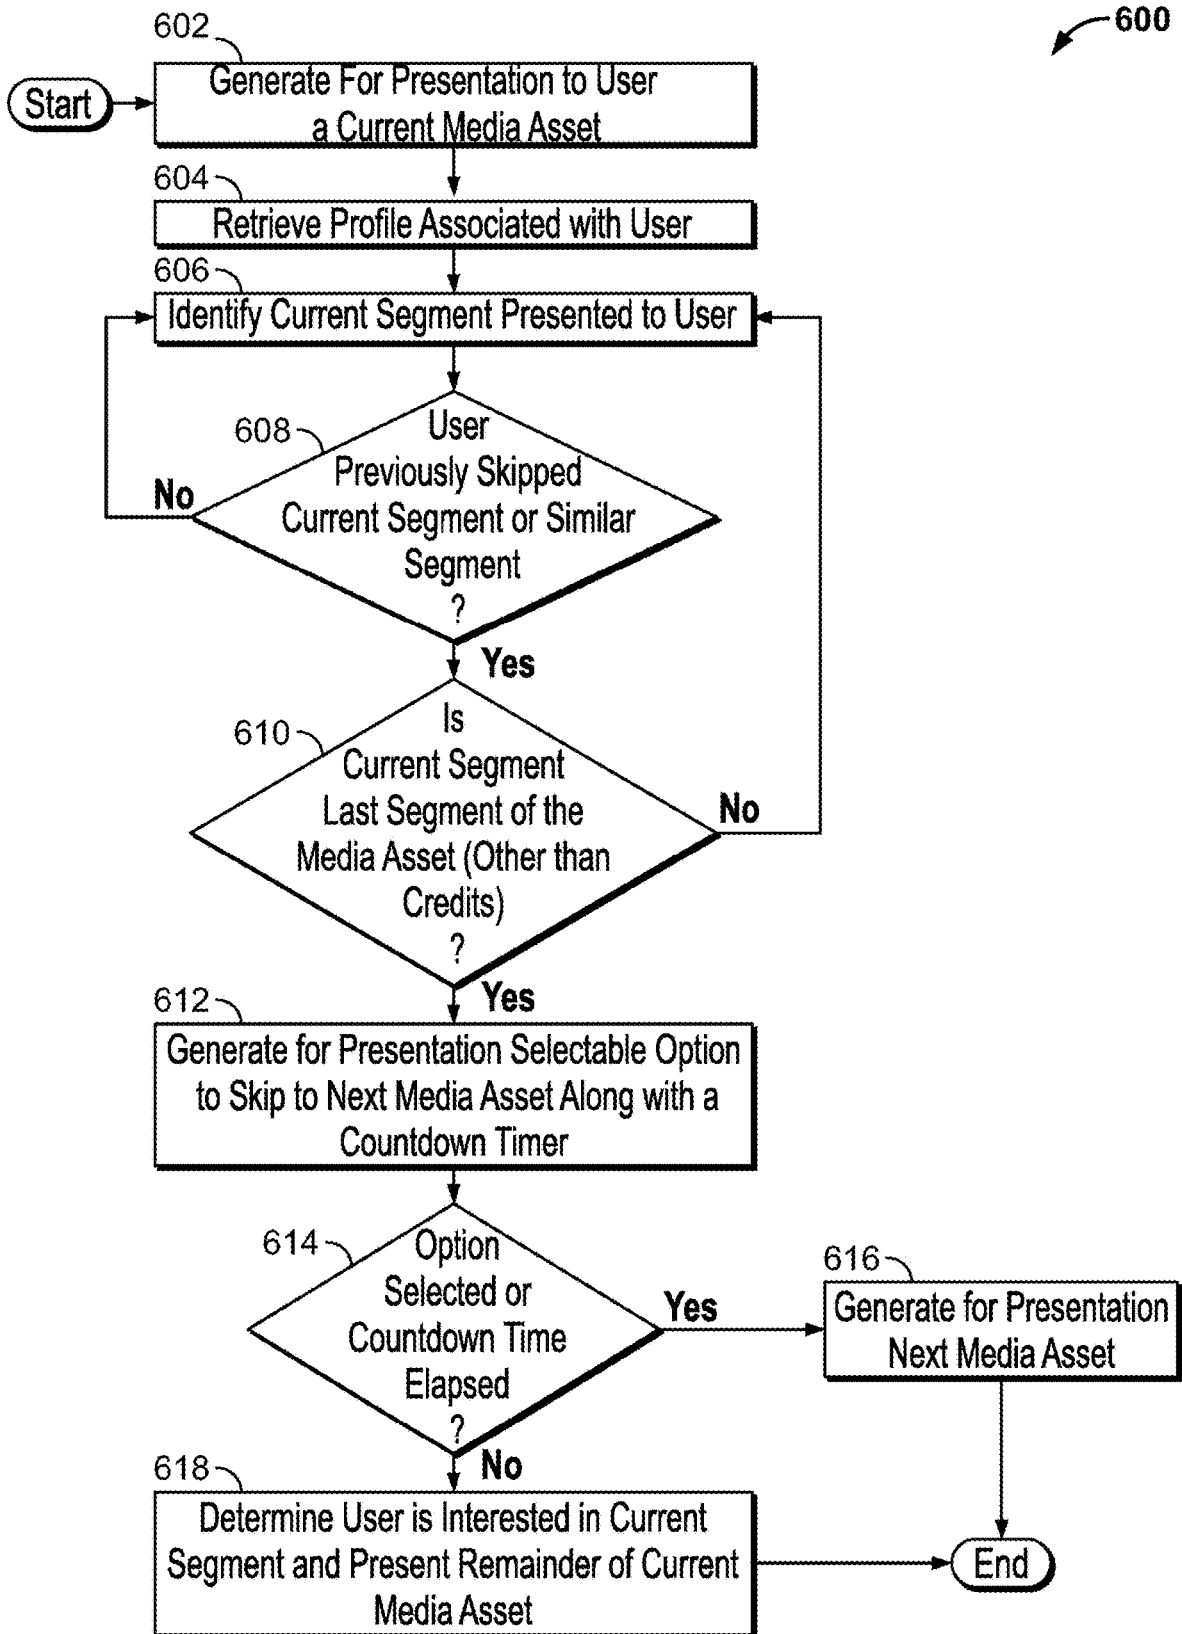 600
602
Start
Generate For Presentation to User
a Current Media Asset
604
Retrieve Profile Associated with User
606
Identify Current Segment Presented to User
608
User
Previously Skipped
Current Segment or Similar
Segment
?
No
Yes
610
Is
Current Segment
Last Segment of the
Media Asset (Other than
Credits)
?
No
Yes
612
Generate for Presentation Selectable Option
to Skip to Next Media Asset Along with a
Countdown Timer
614
Option
Selected or
Countdown Time
Elapsed
?
Yes
616
Generate for Presentation
Next Media Asset
No
618
Determine User is Interested in Current
Segment and Present Remainder of Current
Media Asset
End